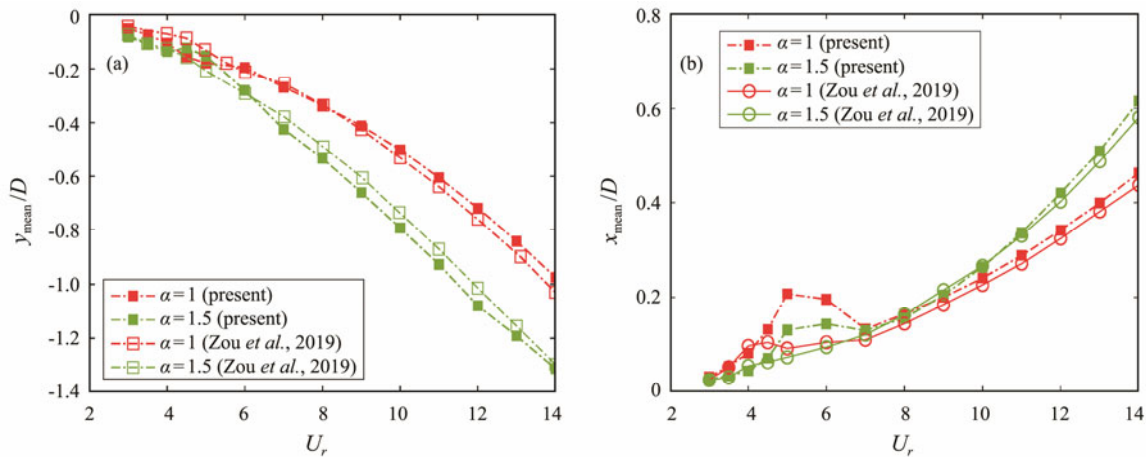 0
-0.2
-0.4
-0.6
-0.8
-1.0
-1.2
-1.4
y_mean/D
(a)
α=1 (present)
α=1.5 (present)
α=1 (Zou et al., 2019)
α=1.5 (Zou et al., 2019)
2 4 6 8 10 12 14
U_r
0.8
0.6
0.4
0.2
0
x_mean/D
(b)
α=1 (present)
α=1.5 (present)
α=1 (Zou et al., 2019)
α=1.5 (Zou et al., 2019)
2 4 6 8 10 12 14
U_r